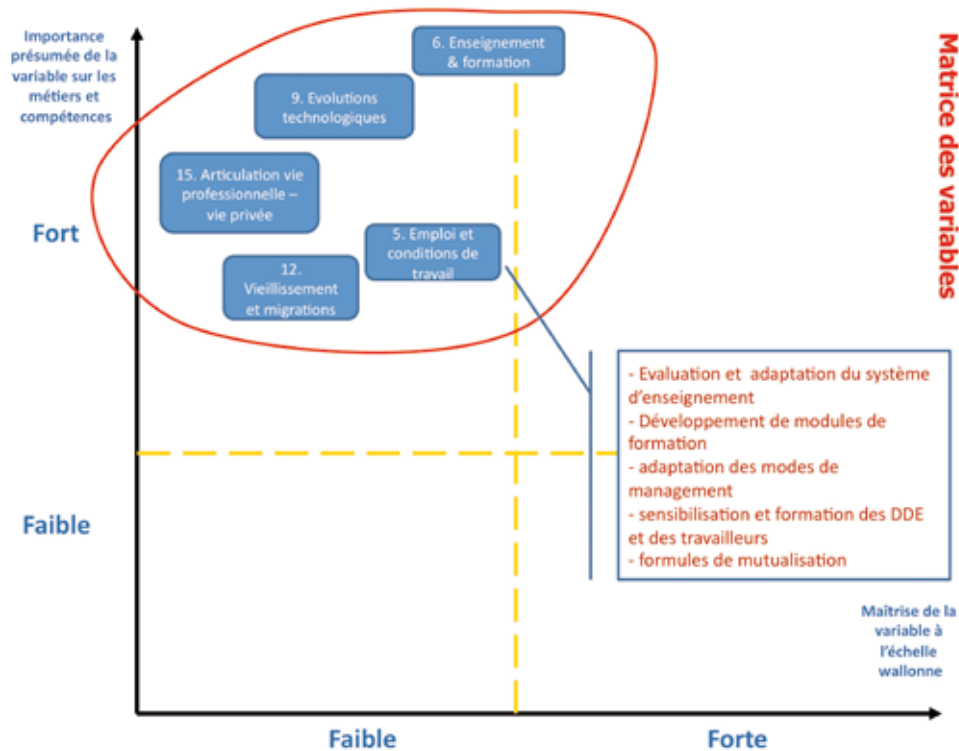 Importance
présumée de la
variable sur les
métiers et
compétences
6. Enseignement
& formation
9. Evolutions
technologiques
15. Articulation vie
professionnelle –
vie privée
Fort
5. Emploi et
conditions de
travail
12.
Vieillissement
et migrations
Matrice des variables
- Evaluation et adaptation du système
d'enseignement
- Développement de modules de
formation
- adaptation des modes de
management
- sensibilisation et formation des DDE
et des travailleurs
- formules de mutualisation
Faible
Maîtrise de la
variable à
l'échelle
wallonne
Faible
Forte